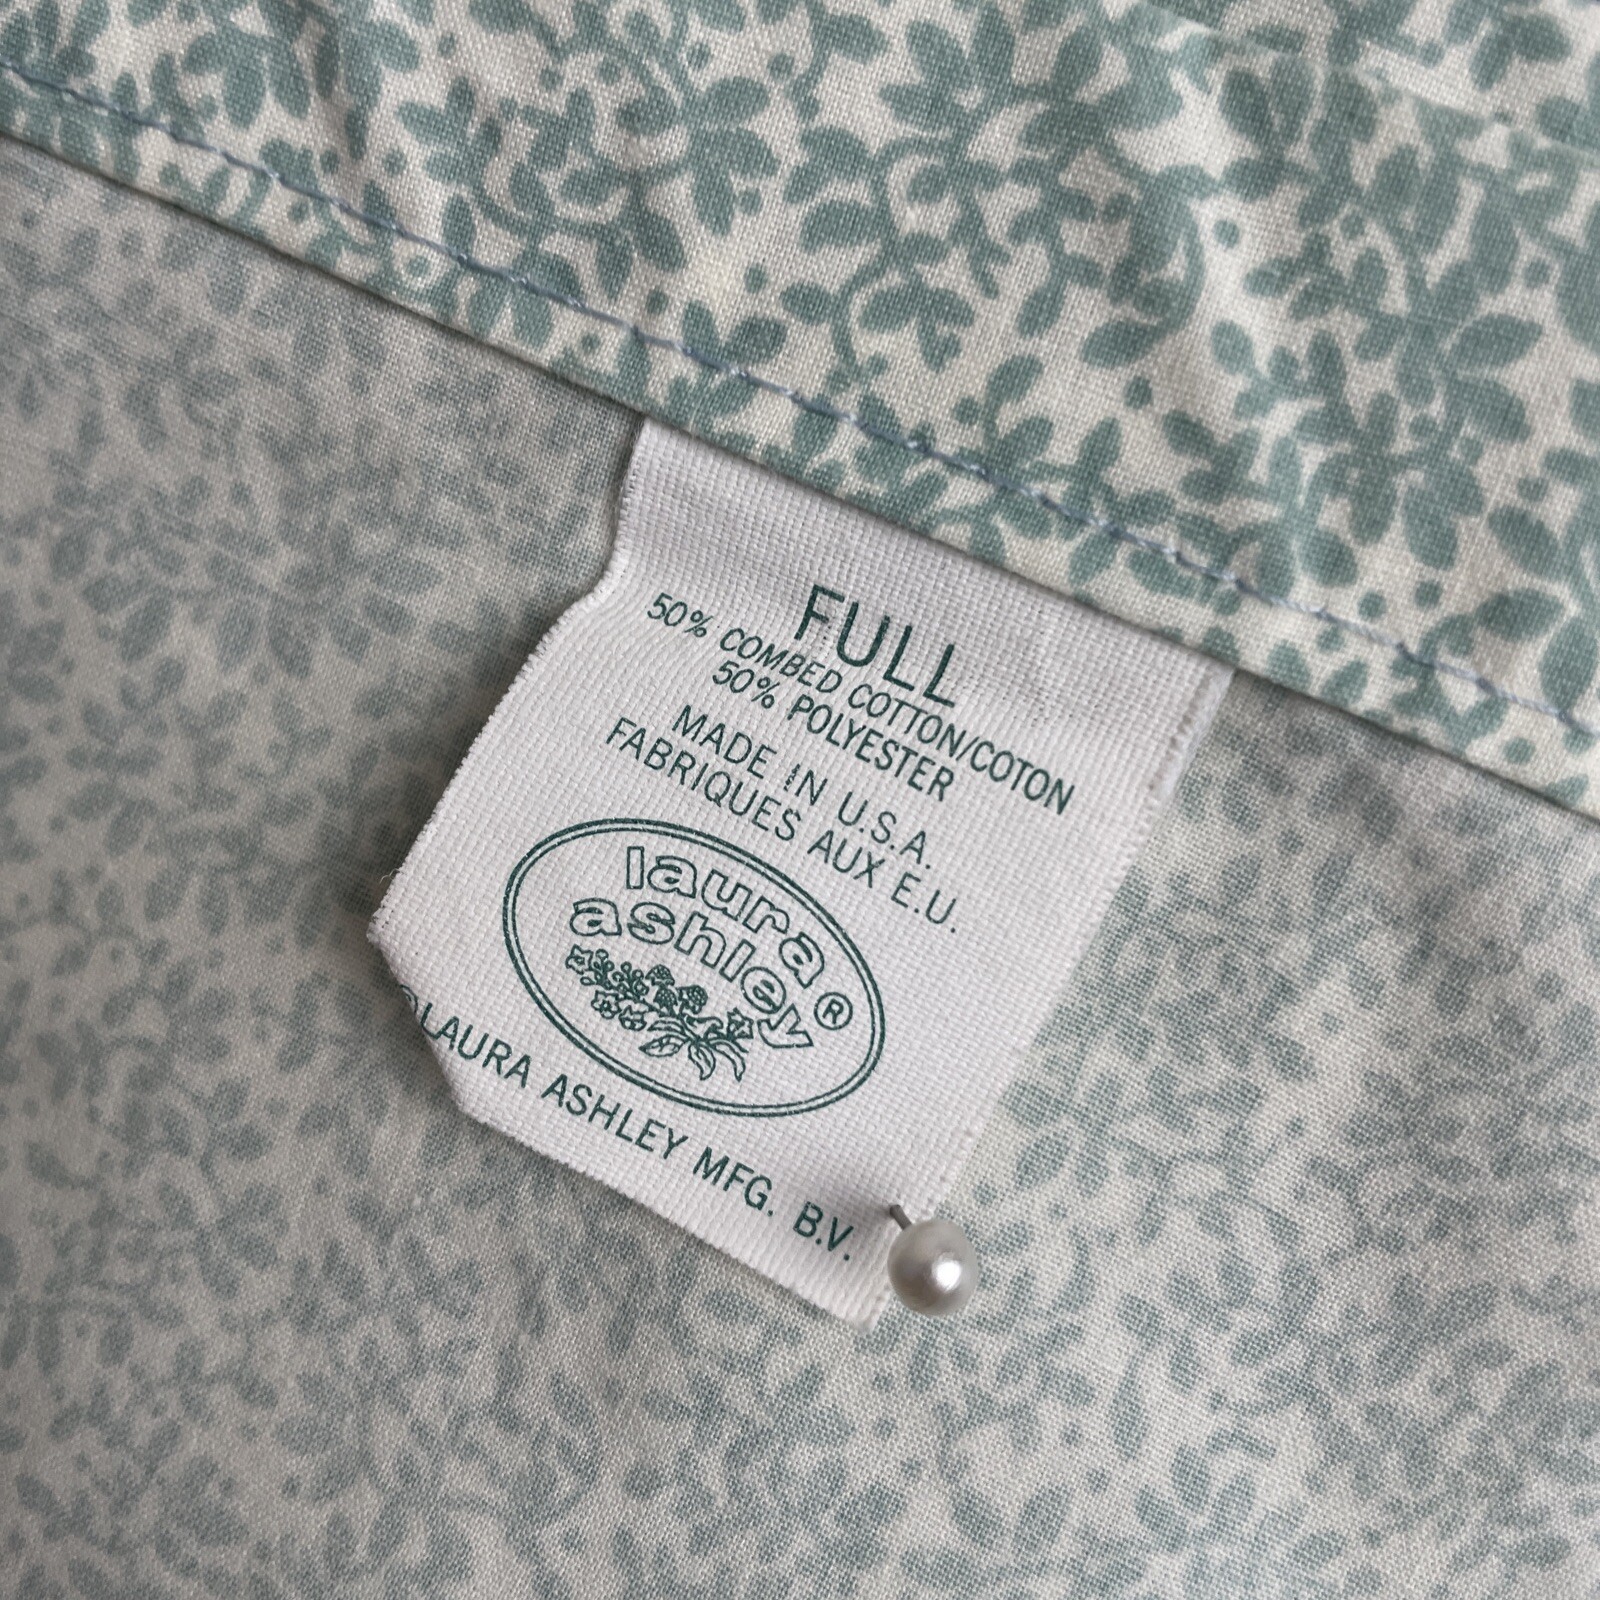 FULL
50% COMBED COTTON/COTON
50% POLYESTER
MADE IN U.S.A.
FABRIQUES AUX E.U.
laura
ashley®
LAURA ASHLEY MFG. B.V.